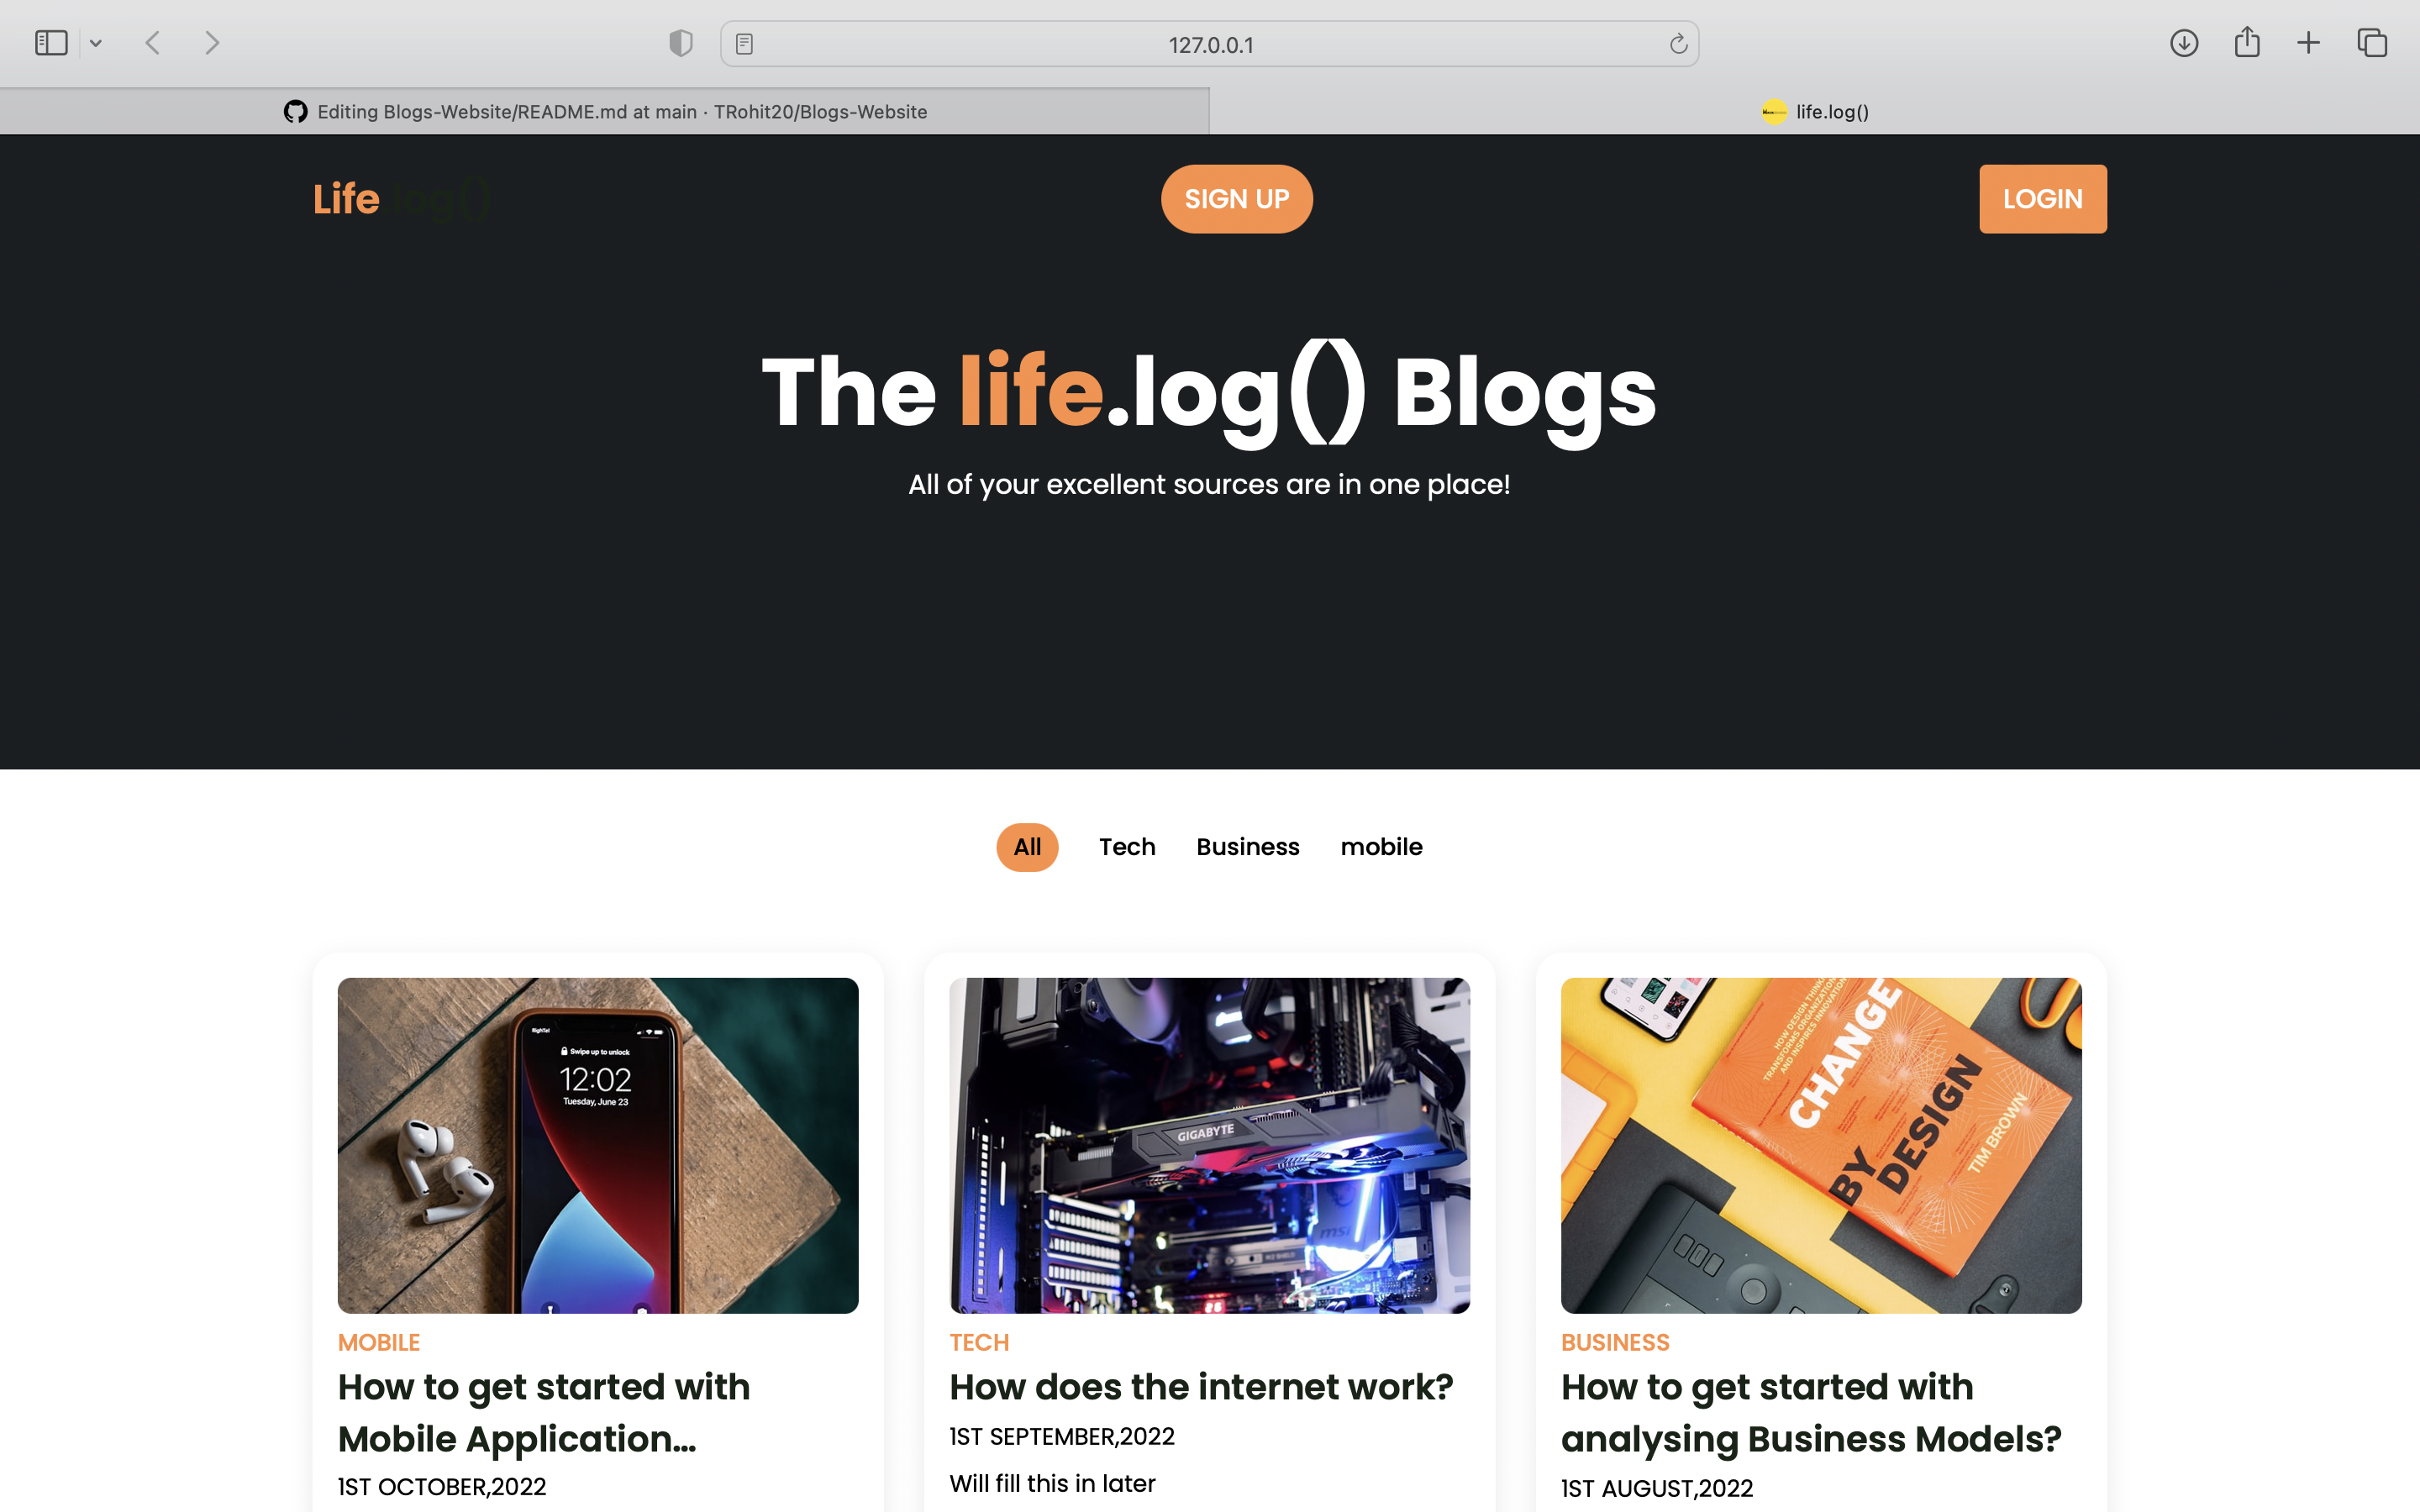 127.0.0.1
Editing Blogs-Website/README.md at main · TRohit20/Blogs-Website
life.log()
Life.log()
SIGN UP
LOGIN
The life.log() Blogs
All of your excellent sources are in one place!
All
Tech
Business
mobile
RighTel
Swipe up to unlock
12:02
Tuesday, June 23
GIGABYTE
msi
HOW DESIGN THINKING
TRANSFORMS ORGANIZATIONS
AND INSPIRES INNOVATION
CHANGE
BY
DESIGN
TIM BROWN
MOBILE
How to get started with
Mobile Application...
1ST OCTOBER,2022
TECH
How does the internet work?
1ST SEPTEMBER,2022
Will fill this in later
BUSINESS
How to get started with
analysing Business Models?
1ST AUGUST,2022